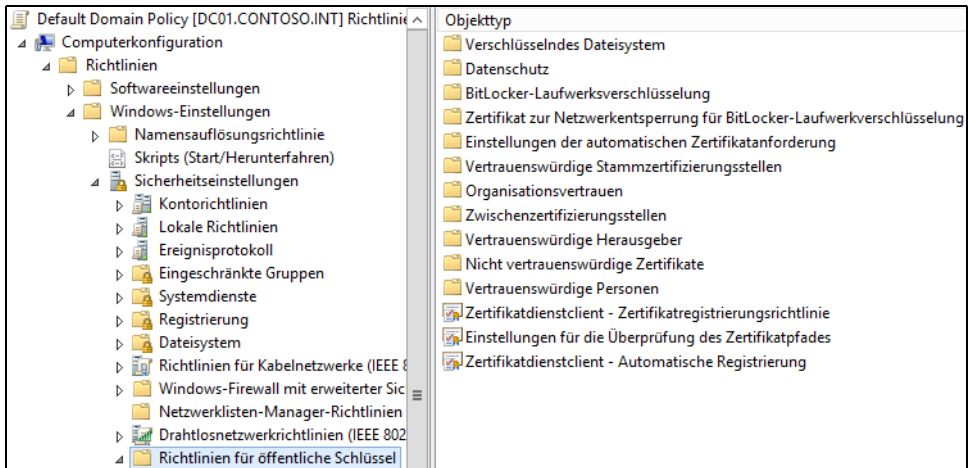 Default Domain Policy [DC01.CONTOSO.INT] Richtlinie
Computerkonfiguration
Richtlinien
Softwareeinstellungen
Windows-Einstellungen
Namensauflösungsrichtlinie
Skripts (Start/Herunterfahren)
Sicherheitseinstellungen
Kontorichtlinien
Lokale Richtlinien
Ereignisprotokoll
Eingeschränkte Gruppen
Systemdienste
Registrierung
Dateisystem
Richtlinien für Kabelnetzwerke (IEEE 8
Windows-Firewall mit erweiterter Sic
Netzwerklisten-Manager-Richtlinien
Drahtlosnetzwerkrichtlinien (IEEE 802
Richtlinien für öffentliche Schlüssel
Objekttyp
Verschlüsselndes Dateisystem
Datenschutz
BitLocker-Laufwerksverschlüsselung
Zertifikat zur Netzwerkentsperrung für BitLocker-Laufwerkverschlüsselung
Einstellungen der automatischen Zertifikatanforderung
Vertrauenswürdige Stammzertifizierungsstellen
Organisationsvertrauen
Zwischenzertifizierungsstellen
Vertrauenswürdige Herausgeber
Nicht vertrauenswürdige Zertifikate
Vertrauenswürdige Personen
Zertifikatdienstclient - Zertifikatregistrierungsrichtlinie
Einstellungen für die Überprüfung des Zertifikatpfades
Zertifikatdienstclient - Automatische Registrierung